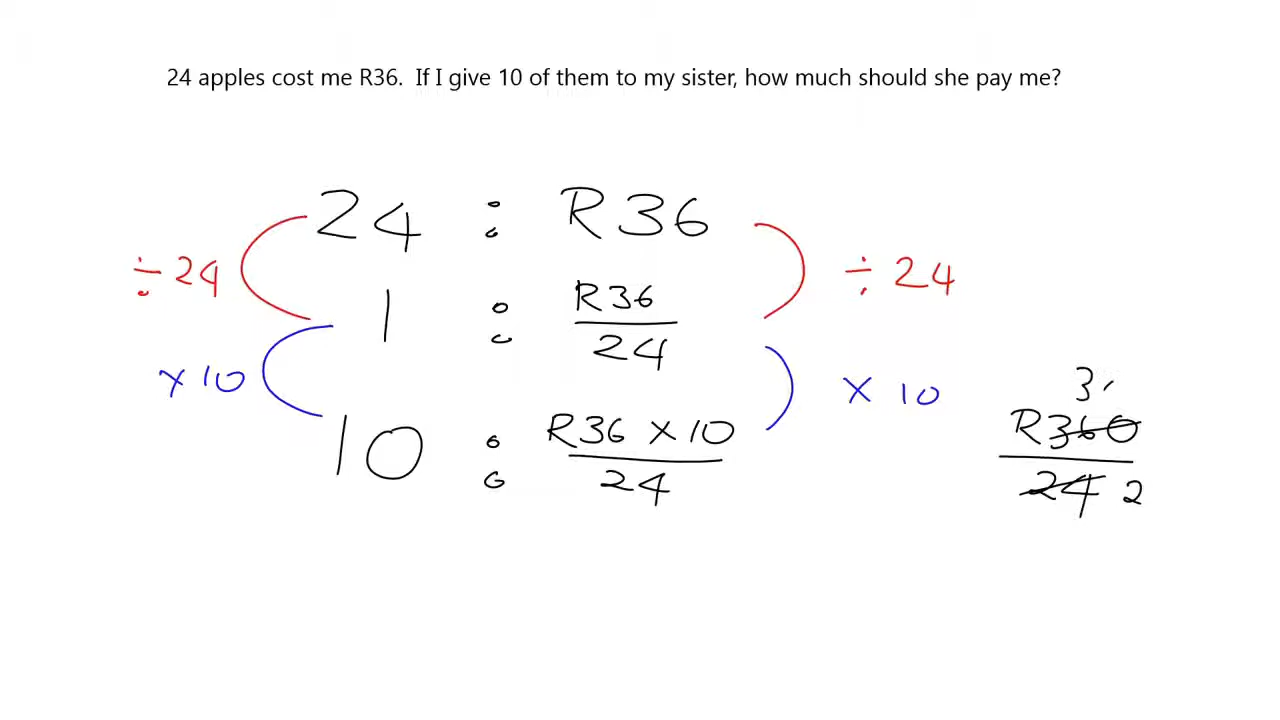 24 apples cost me R36.  If I give 10 of them to my sister, how much should she pay me?
24 : R36
÷ 24
÷ 24
1 : R36
24
x 10
x 10
3
10 : R36 x 10
24
R360
24 2